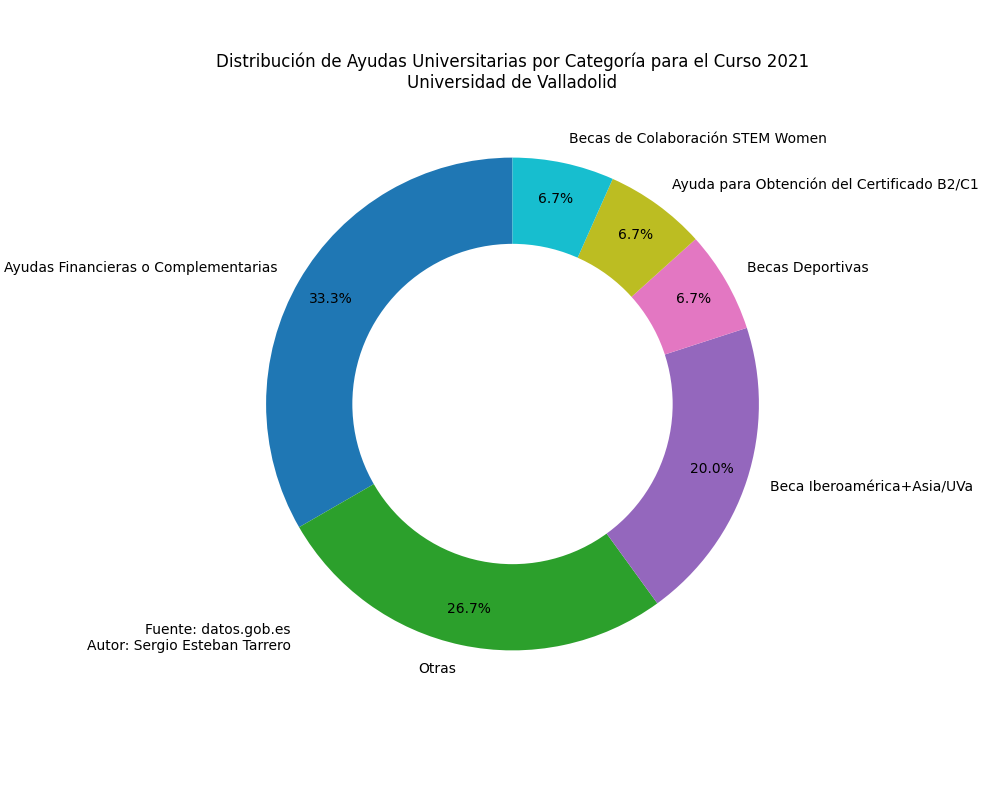 Distribución de Ayudas Universitarias por Categoría para el Curso 2021
Universidad de Valladolid
Becas de Colaboración STEM Women
6.7%
Ayuda para Obtención del Certificado B2/C1
6.7%
Ayudas Financieras o Complementarias
33.3%
Becas Deportivas
6.7%
20.0%
Beca Iberoamérica+Asia/UVa
26.7%
Otras
Fuente: datos.gob.es
Autor: Sergio Esteban Tarrero